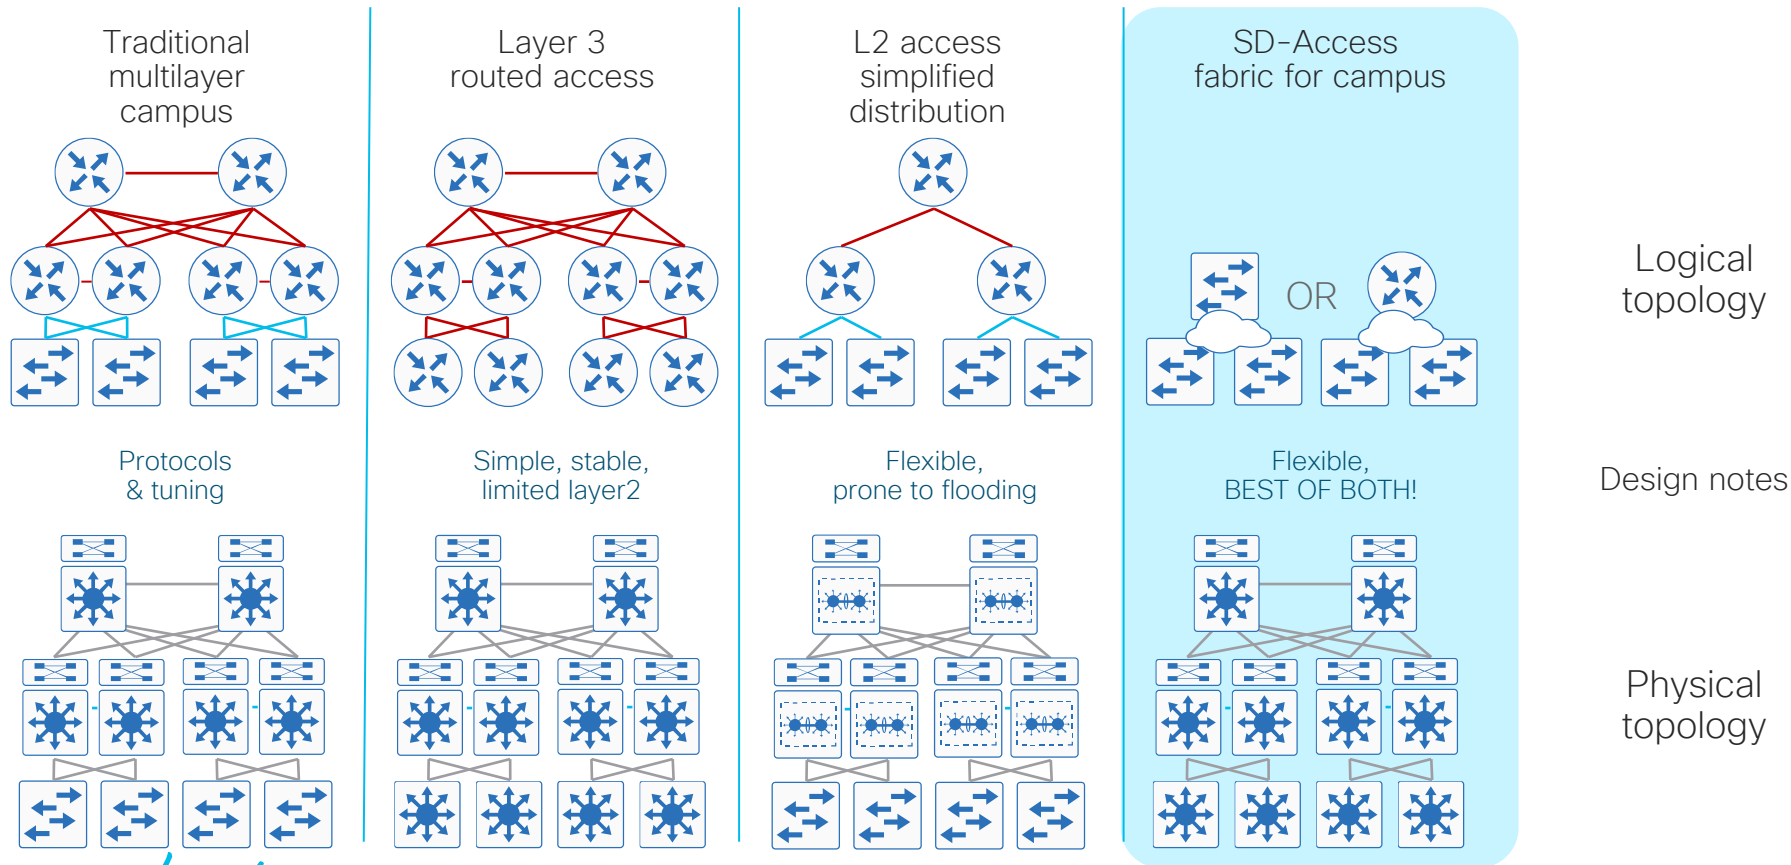 Traditional
multilayer
campus
Layer 3
routed access
L2 access
simplified
distribution
SD-Access
fabric for campus
OR
Logical
topology
Protocols
& tuning
Simple, stable,
limited layer2
Flexible,
prone to flooding
Flexible,
BEST OF BOTH!
Design notes
Physical
topology